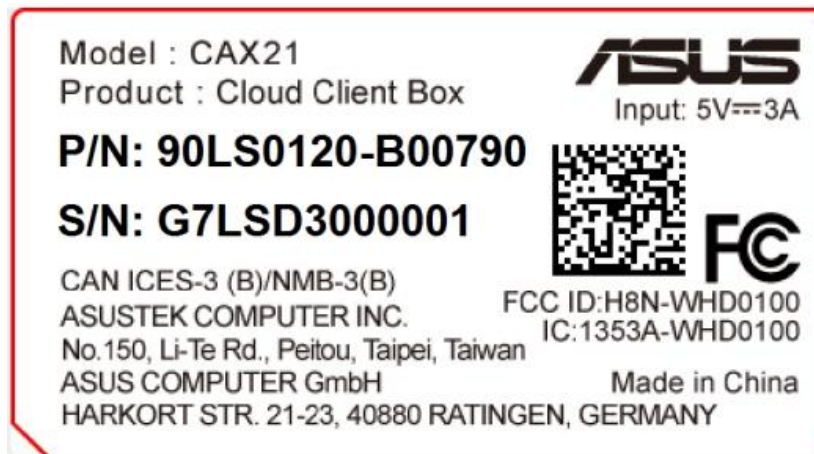 Model : CAX21
Product : Cloud Client Box
ASUS
Input: 5V⎓3A
P/N: 90LS0120-B00790
S/N: G7LSD3000001
FC
CAN ICES-3 (B)/NMB-3(B)
FCC ID:H8N-WHD0100
ASUSTEK COMPUTER INC.
IC:1353A-WHD0100
No.150, Li-Te Rd., Peitou, Taipei, Taiwan
ASUS COMPUTER GmbH
Made in China
HARKORT STR. 21-23, 40880 RATINGEN, GERMANY